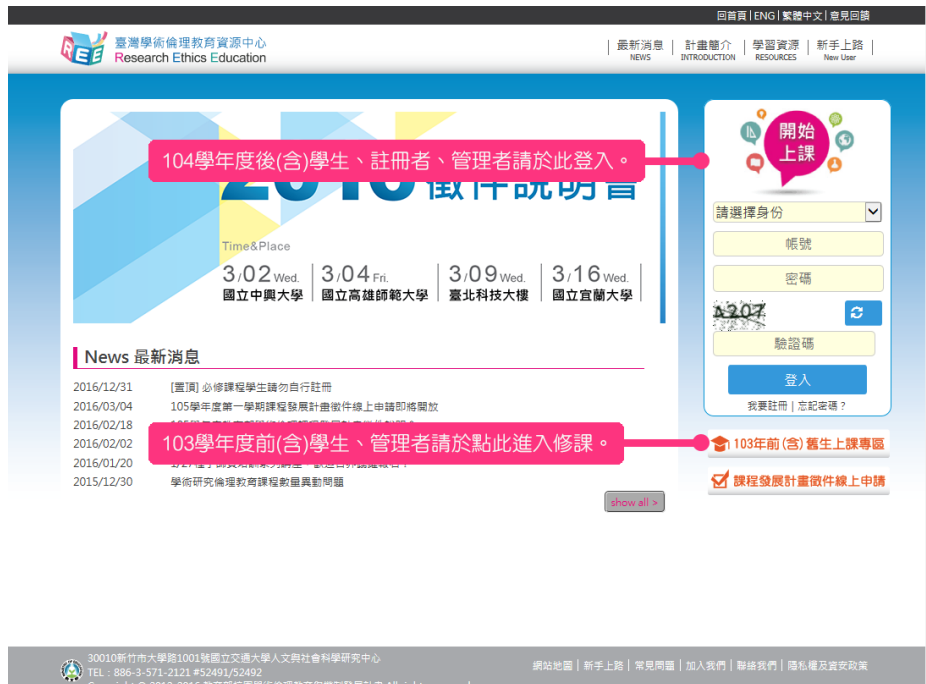 回首頁 | ENG | 繁體中文 | 意見回饋
臺灣學術倫理教育資源中心
Research Ethics Education
REE
最新消息 | 計畫簡介 | 學習資源 | 新手上路
NEWS INTRODUCTION RESOURCES New User
104學年度後(含)學生、註冊者、管理者請於此登入。
開始
上課
徵件說明會
Time&Place
3/02 Wed. 3/04 Fri. 3/09 Wed. 3/16 Wed.
國立中興大學 國立高雄師範大學 臺北科技大樓 國立宜蘭大學
請選擇身份
帳號
密碼
A207
驗證碼
登入
我要註冊 | 忘記密碼？
News 最新消息
2016/12/31 [置頂] 必修課程學生請勿自行註冊
2016/03/04 105學年度第一學期課程發展計畫徵件線上申請即將開放
2016/02/18
2016/02/02
103學年度前(含)學生、管理者請於點此進入修課。
2016/01/20
2015/12/30 學術研究倫理教育課程數量異動問題
show all >
103年前(含)舊生上課專區
課程發展計畫徵件線上申請
30010新竹市大學路1001號國立交通大學人文與社會科學研究中心
TEL : 886-3-571-2121 #52491/52492
網站地圖 | 新手上路 | 常見問題 | 加入我們 | 聯絡我們 | 隱私權及資安政策